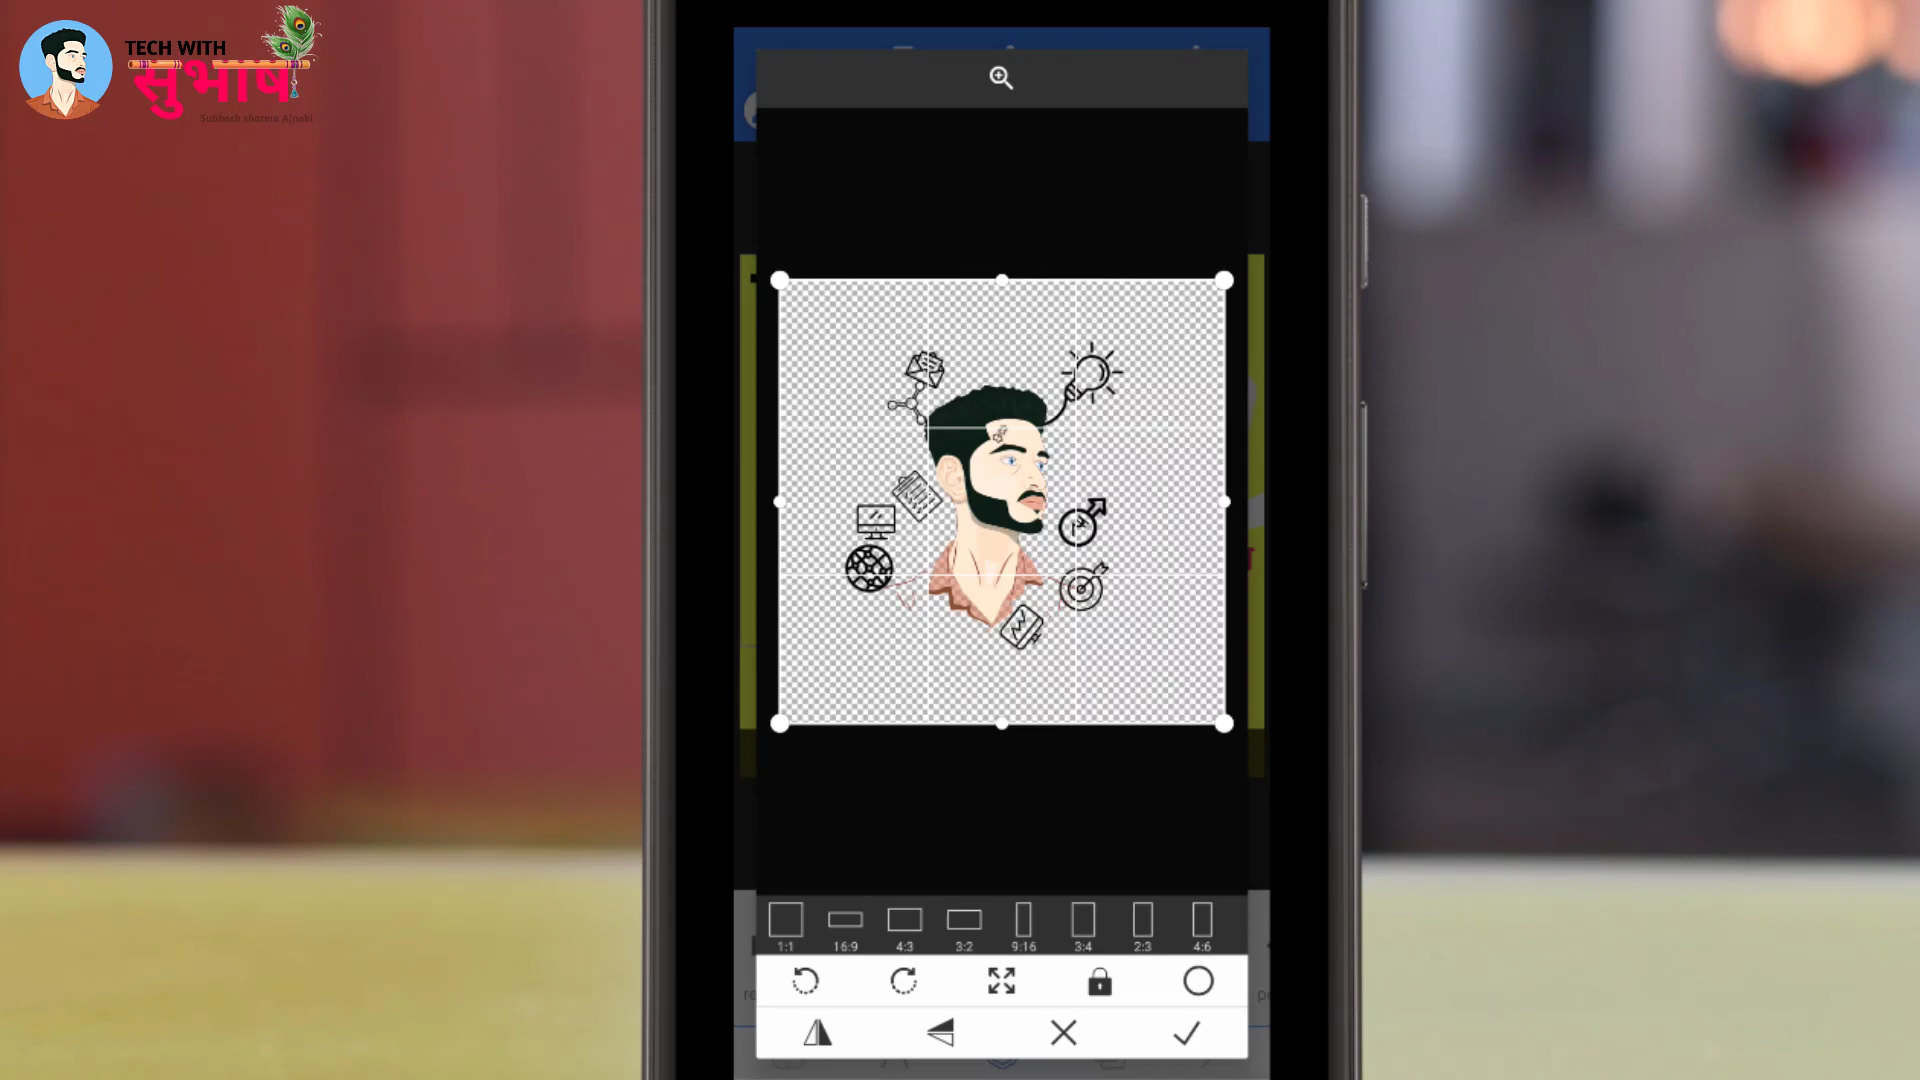 TECH WITH
सुभाष
Subhash sharma Ajnabi
1:1 16:9 4:3 3:2 9:16 3:4 2:3 4:6